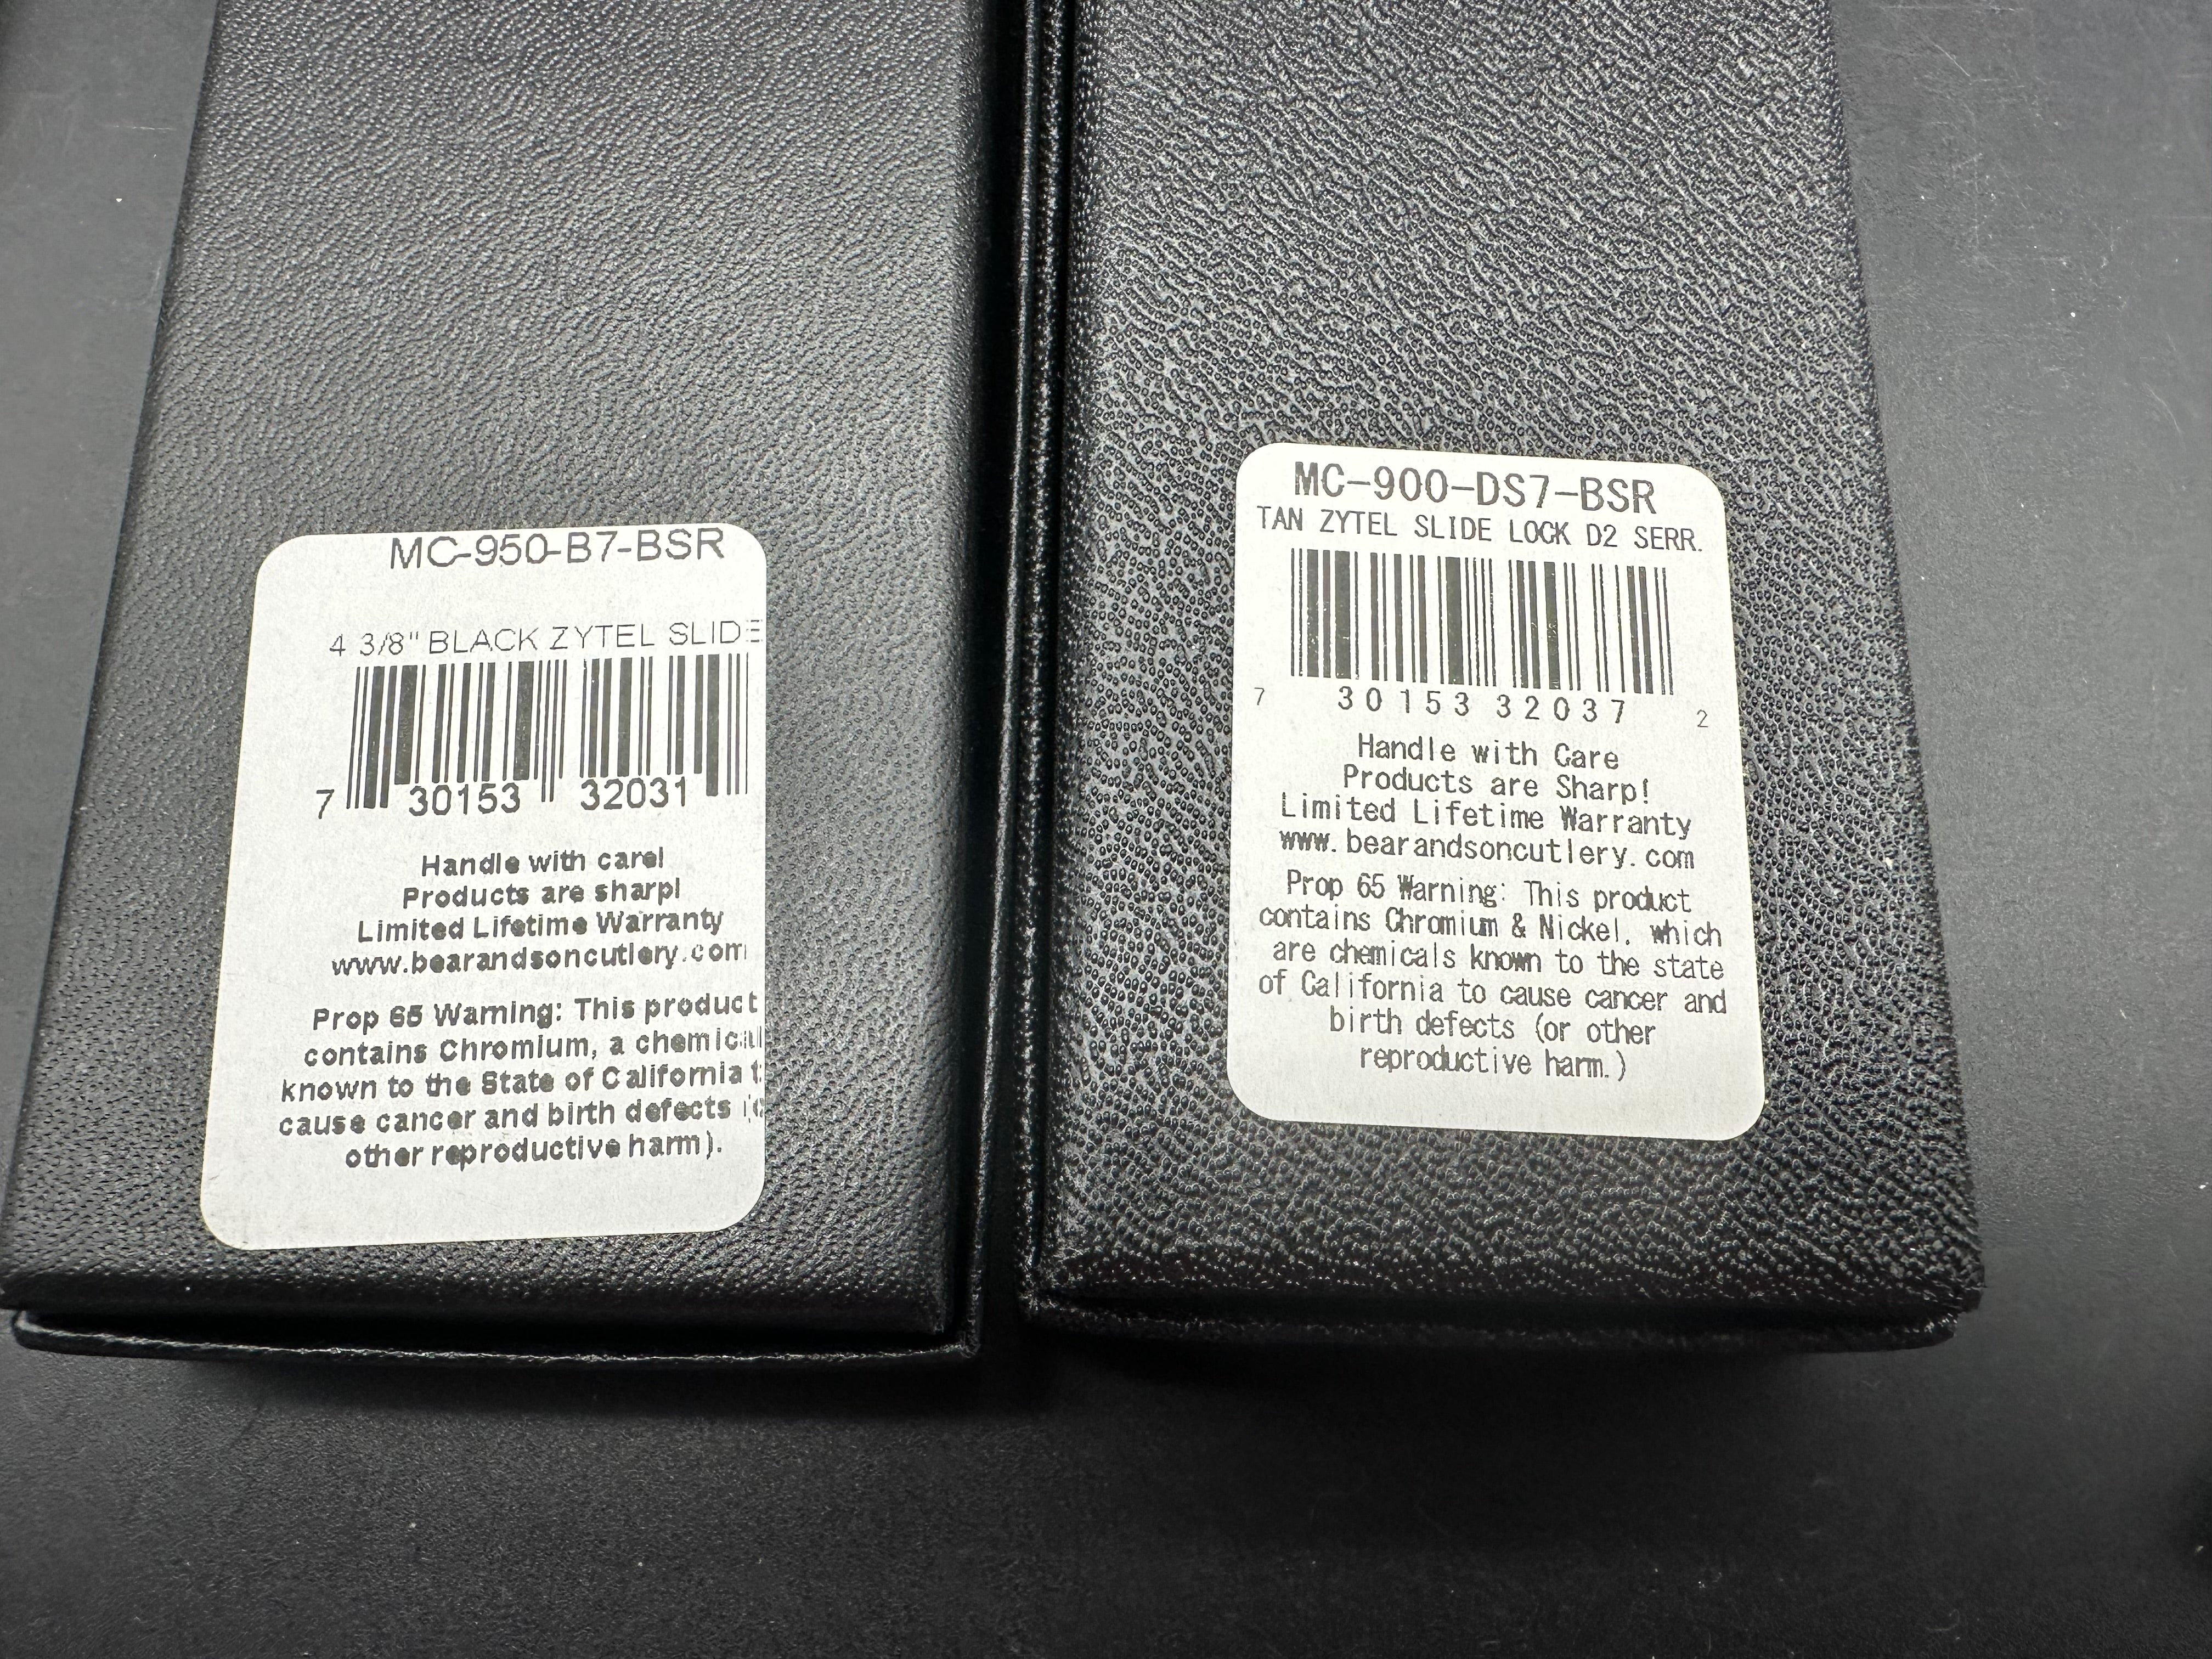 MC-950-B7-BSR
4 3/8" BLACK ZYTEL SLIDE
7 30153 32031
Handle with care!
Products are sharp!
Limited Lifetime Warranty
www.bearandsoncutlery.com
Prop 65 Warning: This product
contains Chromium, a chemical
known to the State of California
cause cancer and birth defects
other reproductive harm).
MC-900-DS7-BSR
TAN ZYTEL SLIDE LOCK D2 SERR.
7 30153 32037 2
Handle with Care
Products are Sharp!
Limited Lifetime Warranty
www.bearandsoncutlery.com
Prop 65 Warning: This product
contains Chromium & Nickel, which
are chemicals known to the state
of California to cause cancer and
birth defects (or other
reproductive harm.)